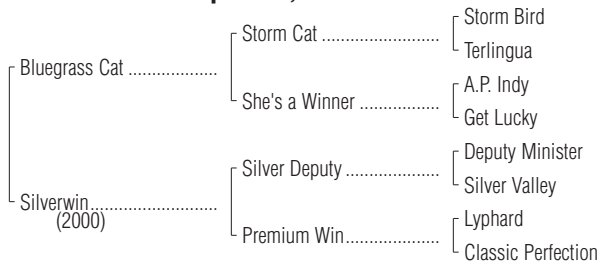 Storm Bird
Storm Cat ......................
Terlingua
Bluegrass Cat ..................
A.P. Indy
She's a Winner ....................
Get Lucky
Deputy Minister
Silver Deputy .......................
Silver Valley
Silverwin..........................
(2000)
Lyphard
Premium Win.......................
Classic Perfection